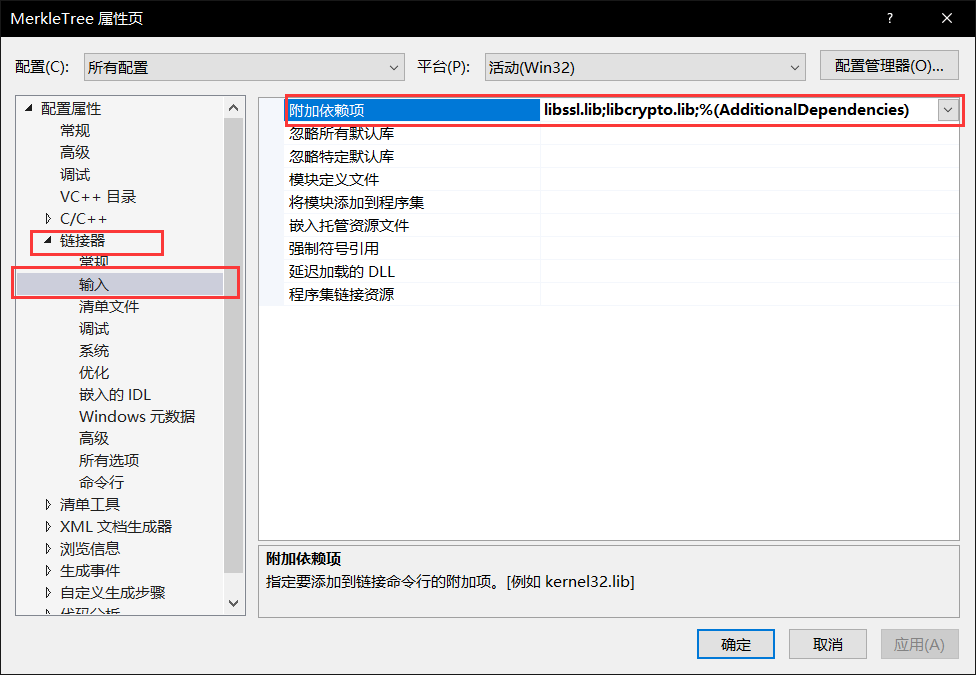 MerkleTree 属性页
?
配置(C):
所有配置
平台(P):
活动(Win32)
配置管理器(O)...
配置属性
常规
高级
调试
VC++ 目录
C/C++
链接器
常规
输入
清单文件
调试
系统
优化
嵌入的 IDL
Windows 元数据
高级
所有选项
命令行
清单工具
XML 文档生成器
浏览信息
生成事件
自定义生成步骤
代码分析
附加依赖项 libssl.lib;libcrypto.lib;%(AdditionalDependencies)
忽略所有默认库
忽略特定默认库
模块定义文件
将模块添加到程序集
嵌入托管资源文件
强制符号引用
延迟加载的 DLL
程序集链接资源
附加依赖项
指定要添加到链接命令行的附加项。[例如 kernel32.lib]
确定
取消
应用(A)